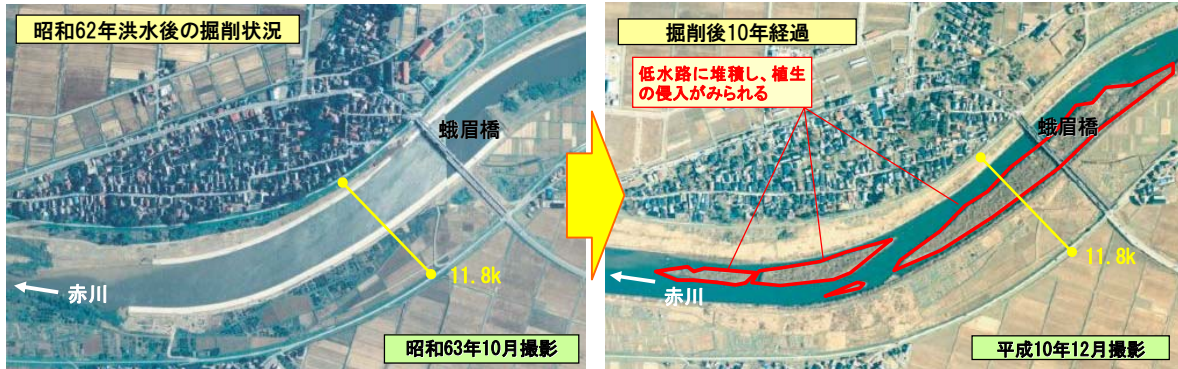 昭和62年洪水後の掘削状況
蛾眉橋
11.8k
赤川
昭和63年10月撮影
掘削後10年経過
低水路に堆積し、植生
の侵入がみられる
蛾眉橋
11.8k
赤川
平成10年12月撮影